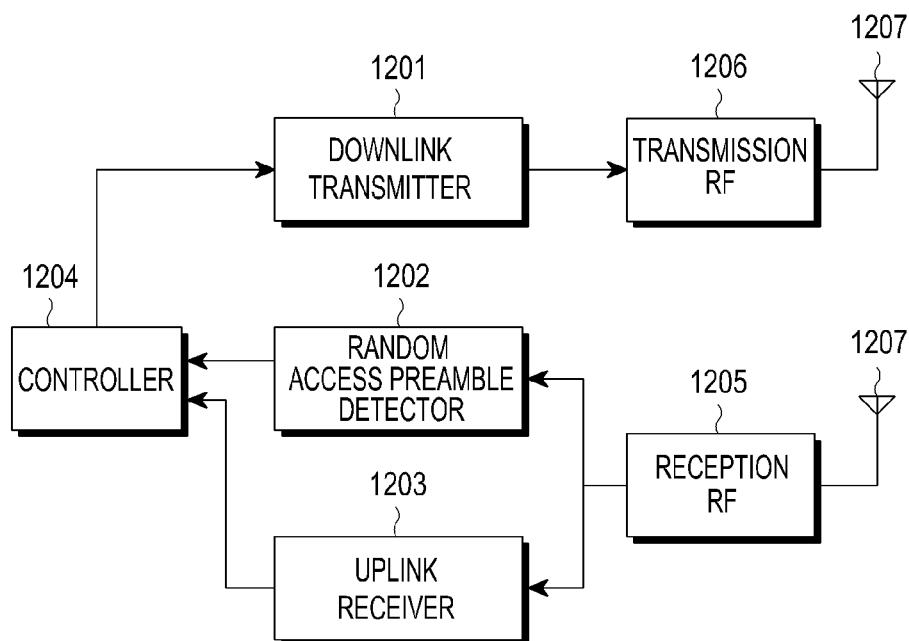 1207
1201
1206
DOWNLINK
TRANSMITTER
TRANSMISSION
RF
1204
1202
1207
CONTROLLER
RANDOM
ACCESS PREAMBLE
DETECTOR
1205
RECEPTION
RF
1203
UPLINK
RECEIVER